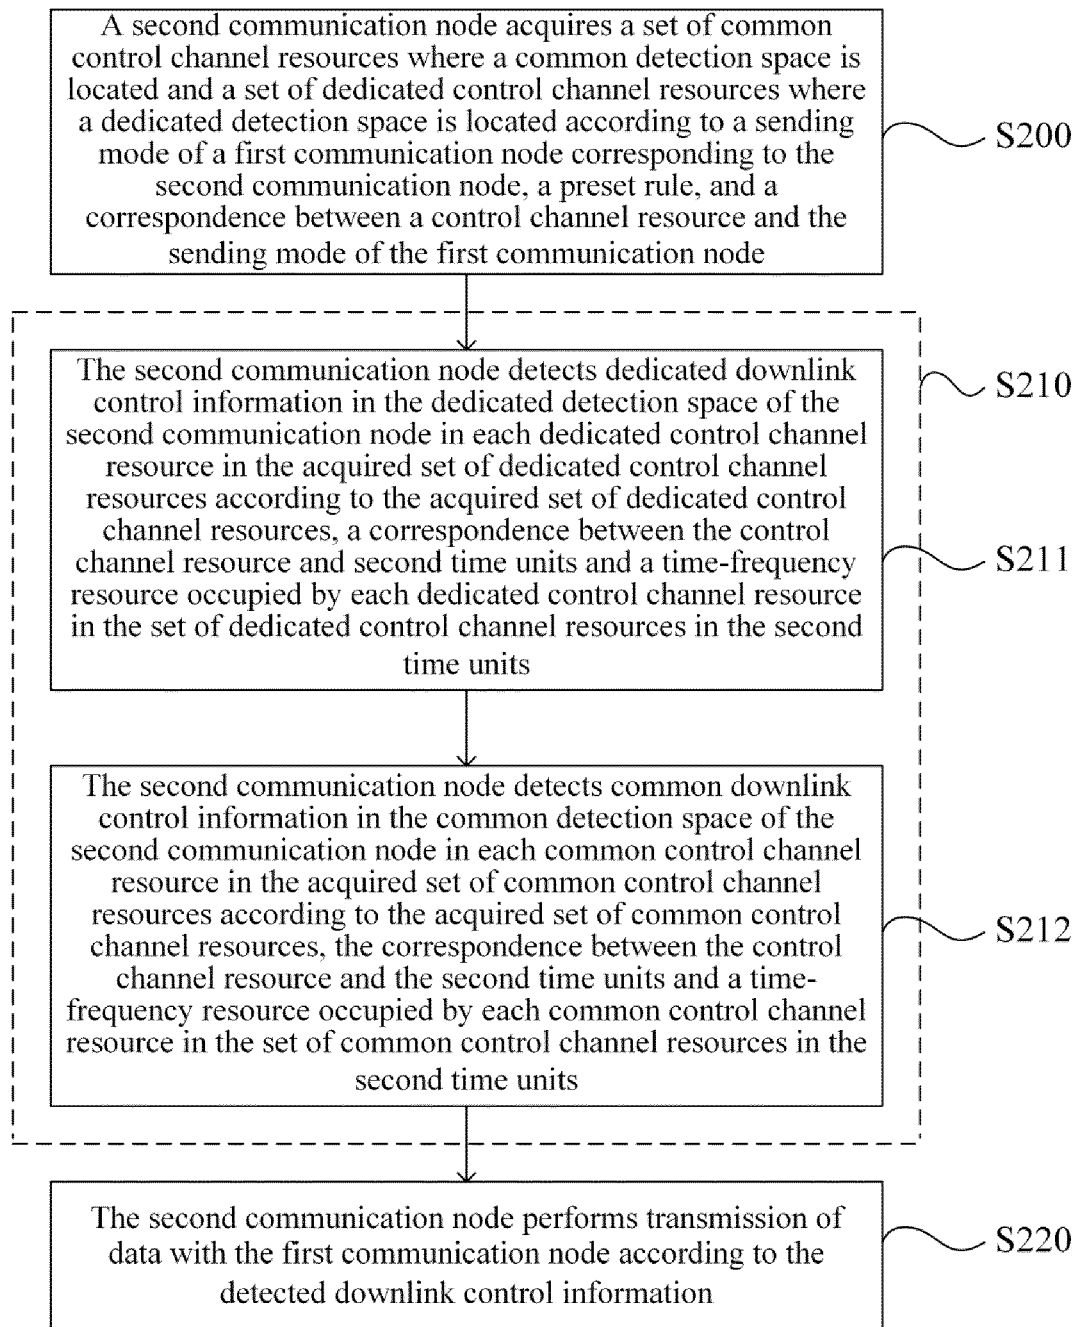 A second communication node acquires a set of common
control channel resources where a common detection space is
located and a set of dedicated control channel resources where
a dedicated detection space is located according to a sending
mode of a first communication node corresponding to the
second communication node, a preset rule, and a
correspondence between a control channel resource and the
sending mode of the first communication node
S200
The second communication node detects dedicated downlink
control information in the dedicated detection space of the
second communication node in each dedicated control channel
resource in the acquired set of dedicated control channel
resources according to the acquired set of dedicated control
channel resources, a correspondence between the control
channel resource and second time units and a time-frequency
resource occupied by each dedicated control channel resource
in the set of dedicated control channel resources in the second
time units
S210
S211
The second communication node detects common downlink
control information in the common detection space of the
second communication node in each common control channel
resource in the acquired set of common control channel
resources according to the acquired set of common control
channel resources, the correspondence between the control
channel resource and the second time units and a time-
frequency resource occupied by each common control channel
resource in the set of common control channel resources in the
second time units
S212
The second communication node performs transmission of
data with the first communication node according to the
detected downlink control information
S220